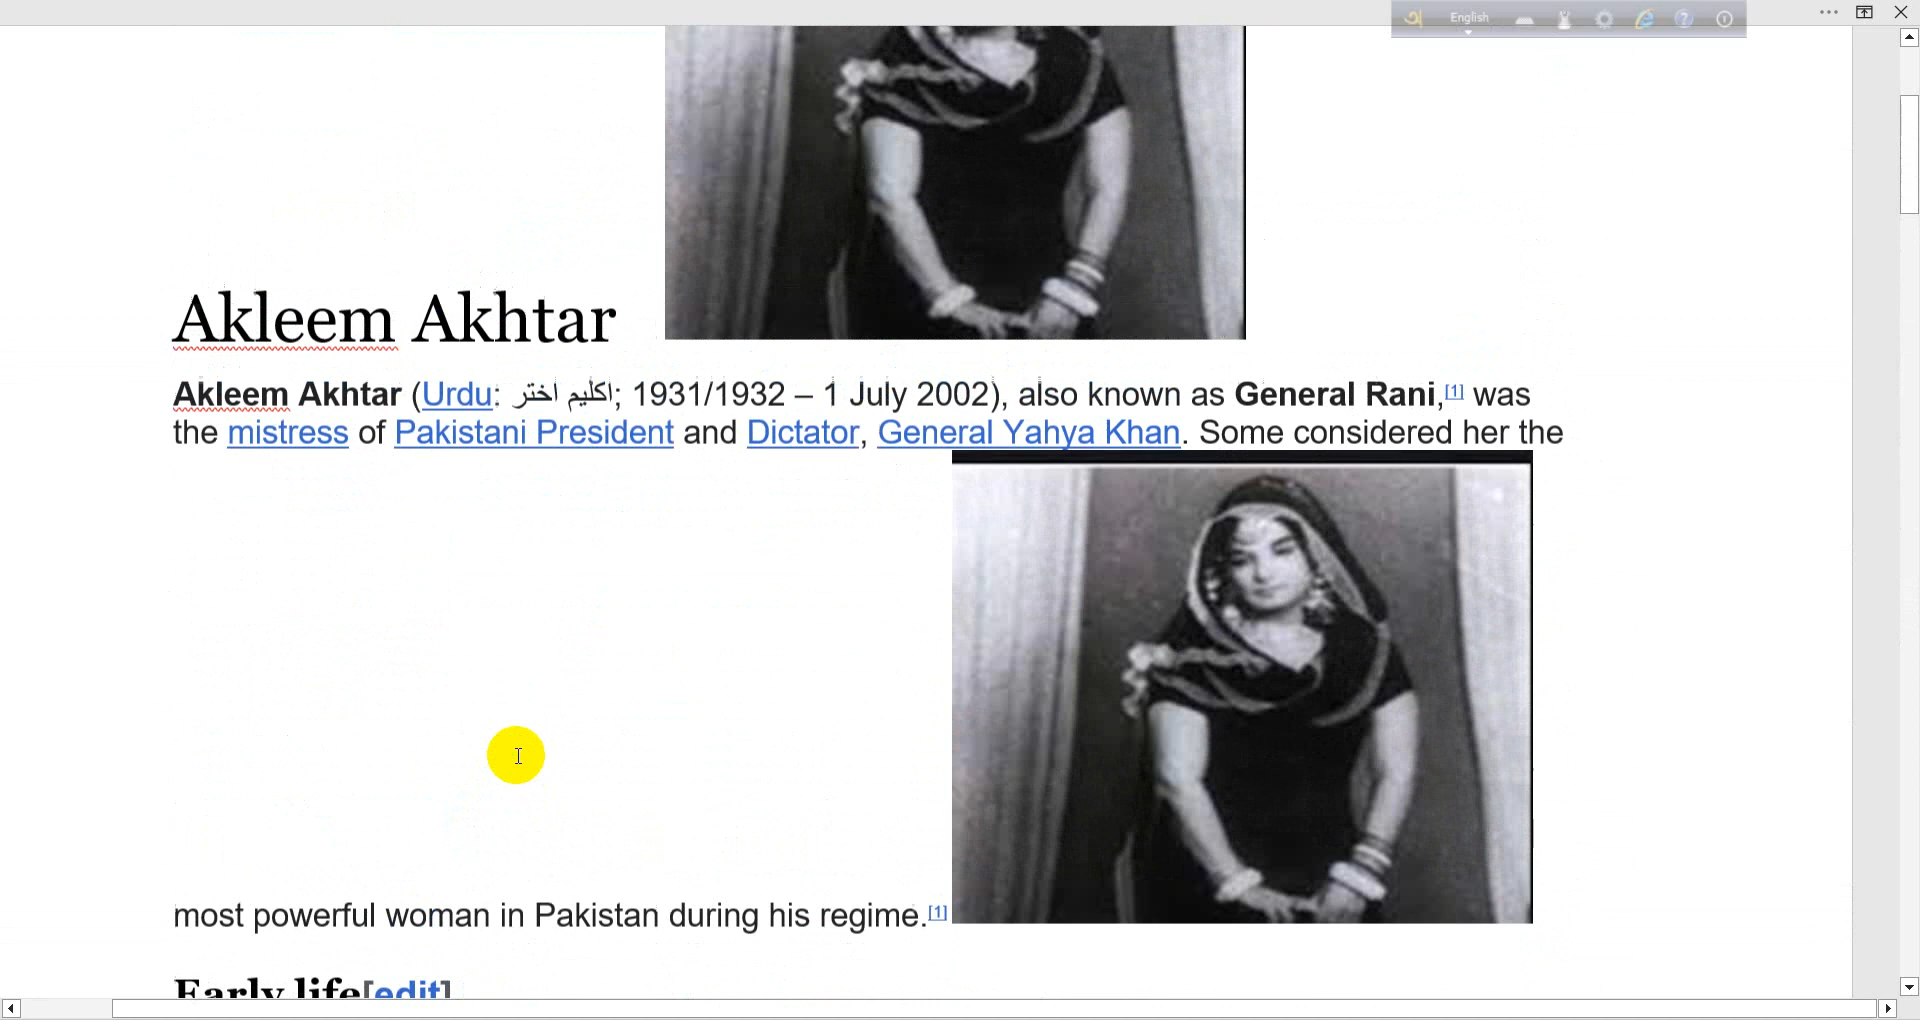 English
Akleem Akhtar
Akleem Akhtar (Urdu: اکلیم اختر; 1931/1932 – 1 July 2002), also known as General Rani,[1] was
the mistress of Pakistani President and Dictator, General Yahya Khan. Some considered her the
most powerful woman in Pakistan during his regime.[1]
Early life[edit]